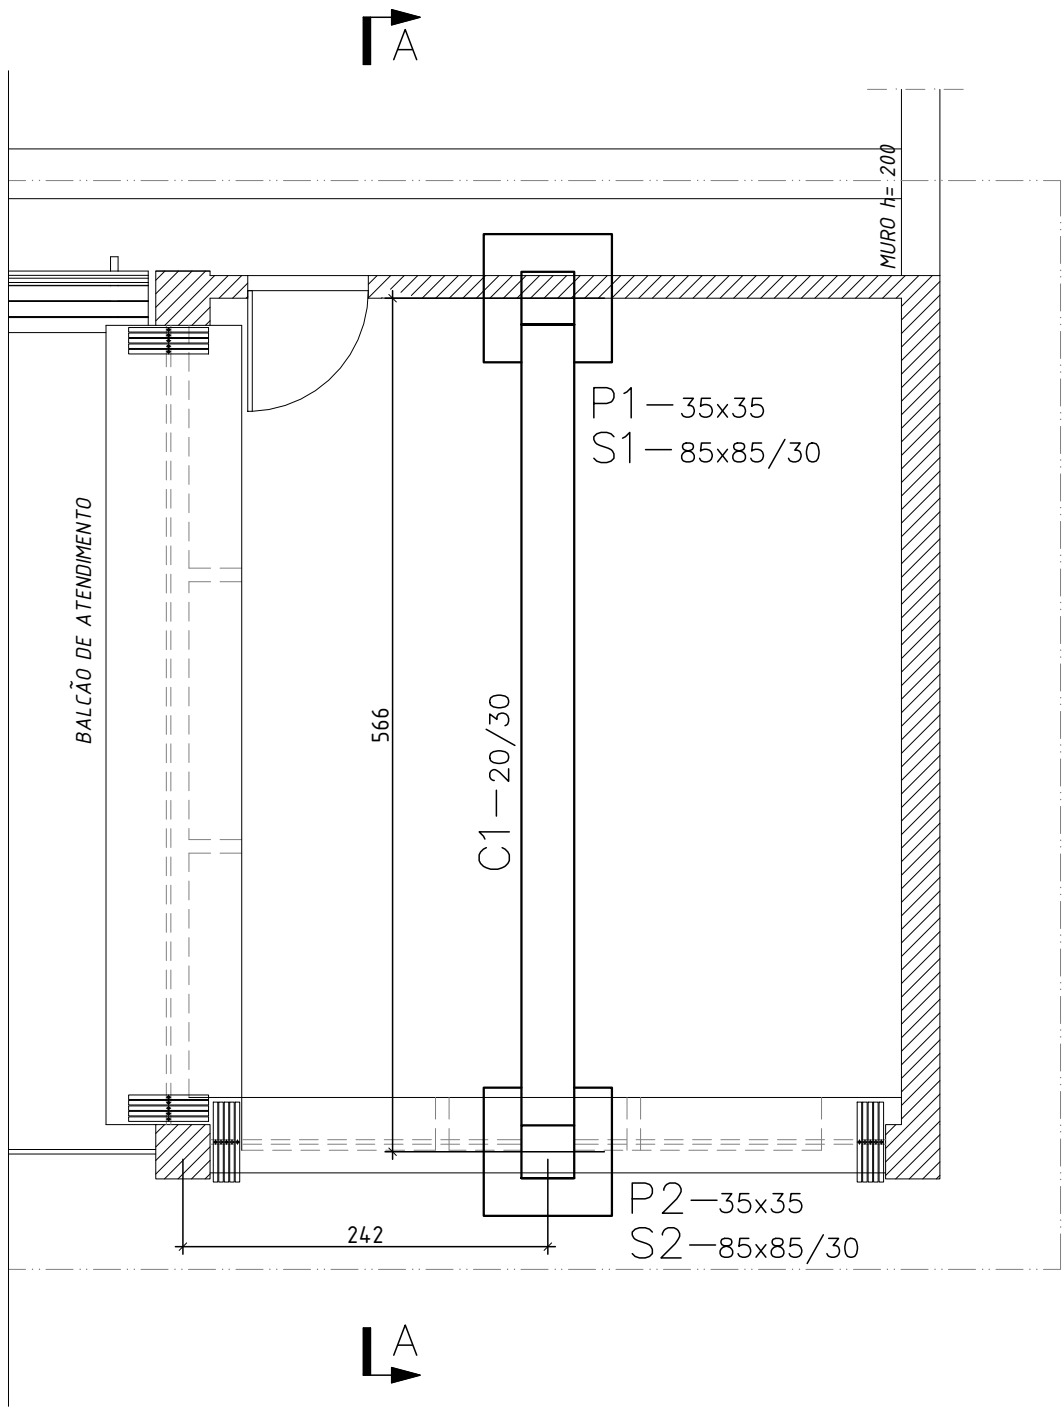 A
MURO h= 200
P1-35x35
S1-85x85/30
BALCÃO DE ATENDIMENTO
566
C1-20/30
P2-35x35
S2-85x85/30
242
A